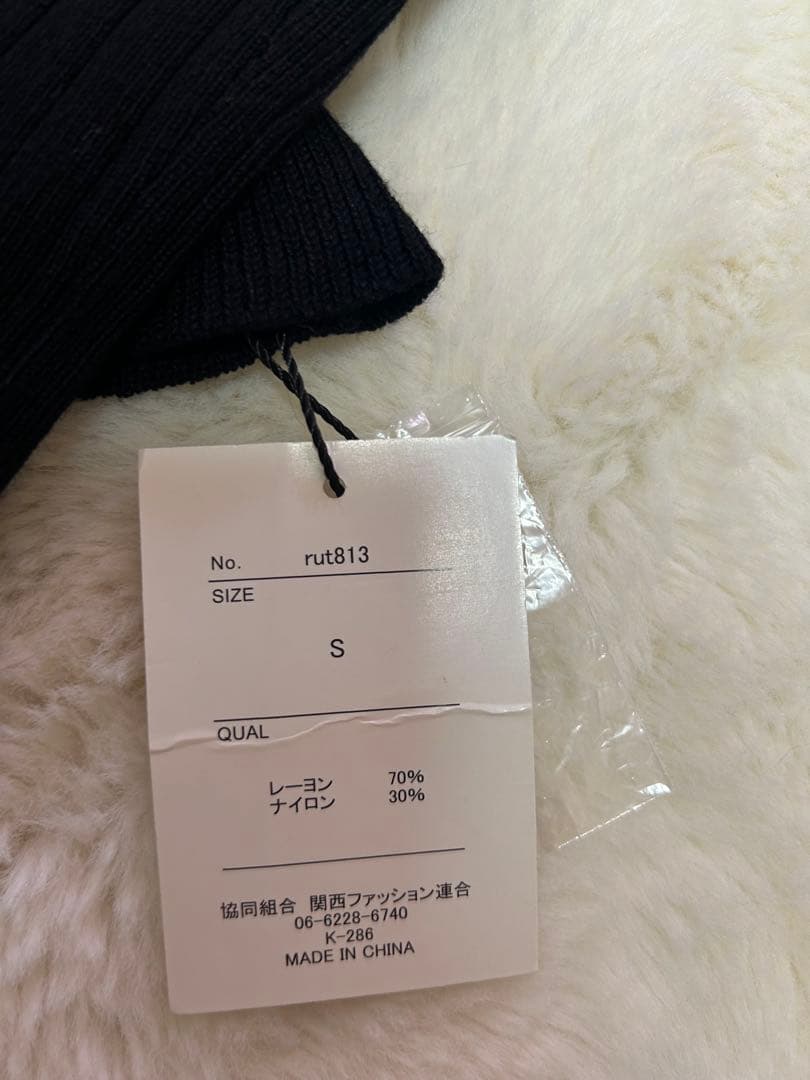 No. rut813
SIZE
S
QUAL
レーヨン 70%
ナイロン 30%
協同組合 関西ファッション連合
06-6228-6740
K-286
MADE IN CHINA